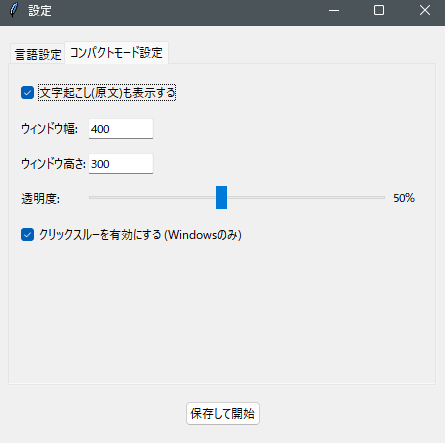 設定
言語設定 コンパクトモード設定
文字起こし(原文)も表示する
ウィンドウ幅: 400
ウィンドウ高さ: 300
透明度: 50%
クリックスルーを有効にする (Windowsのみ)
保存して開始